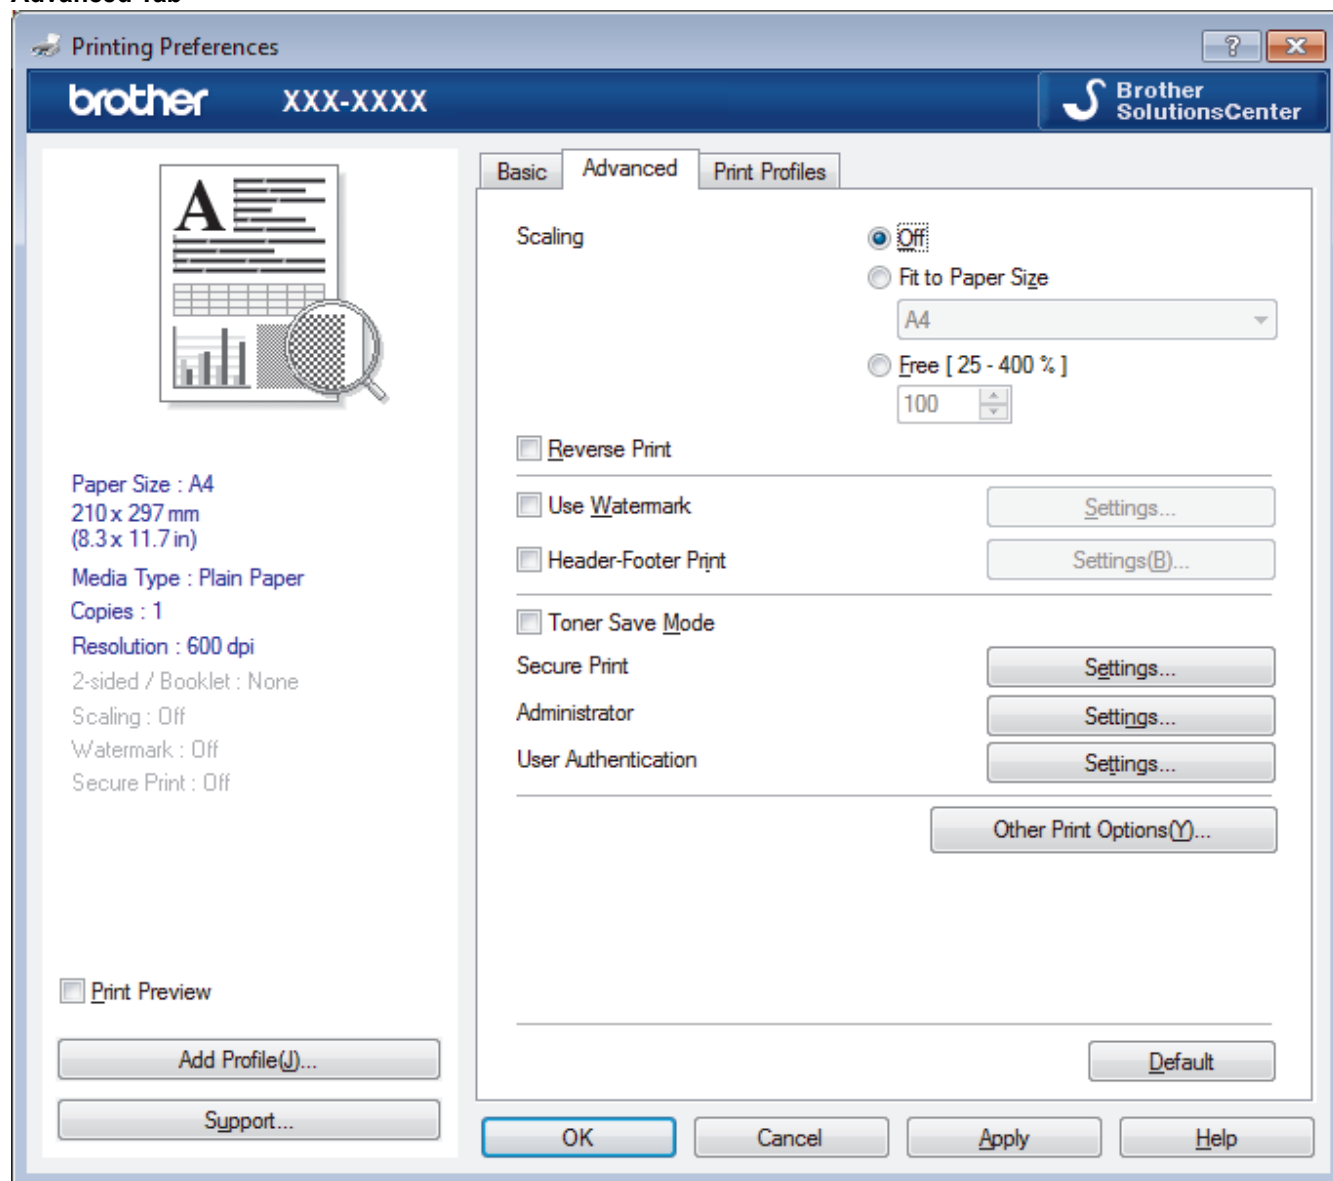 Advanced Tab
Printing Preferences
brother XXX-XXXX
Brother
SolutionsCenter
Basic Advanced Print Profiles
A
Paper Size : A4
210 x 297 mm
(8.3 x 11.7 in)
Media Type : Plain Paper
Copies : 1
Resolution : 600 dpi
2-sided / Booklet : None
Scaling : Off
Watermark : Off
Secure Print : Off
Print Preview
Add Profile(J)...
Support...
Scaling
Off
Fit to Paper Size
A4
Free [ 25 - 400 % ]
100
Reverse Print
Use Watermark Settings...
Header-Footer Print Settings(B)...
Toner Save Mode
Secure Print Settings...
Administrator Settings...
User Authentication Settings...
Other Print Options(Y)...
Default
OK Cancel Apply Help